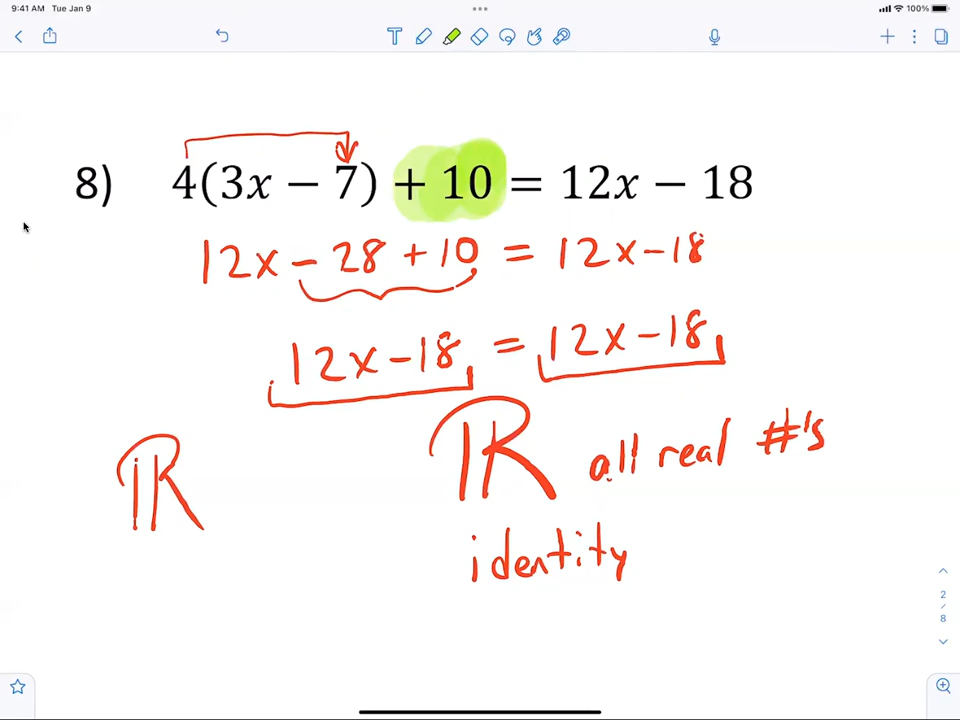 9:41 AM Tue Jan 9
100%
8) 4(3x − 7) + 10 = 12x − 18
12x − 28 + 10 = 12x − 18
12x − 18 = 12x − 18
ℝ all real #'s
ℝ
identity
2
/
8